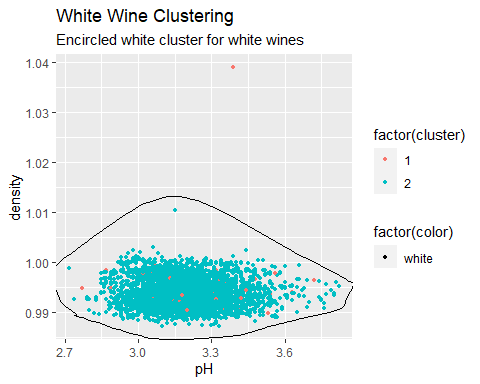 White Wine Clustering
Encircled white cluster for white wines
1.04
1.03
1.02
1.01
1.00
0.99
density
2.7
3.0
3.3
3.6
pH
factor(cluster)
1
2
factor(color)
white